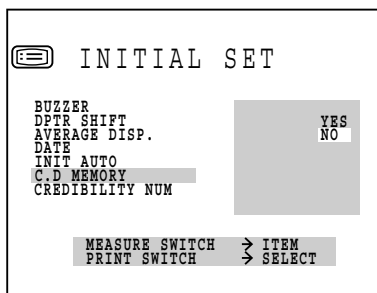 INITIAL SET
BUZZER
DPTR SHIFT
AVERAGE DISP.
DATE
INIT AUTO
C.D MEMORY
CREDIBILITY NUM
YES
NO
MEASURE SWITCH → ITEM
PRINT SWITCH → SELECT